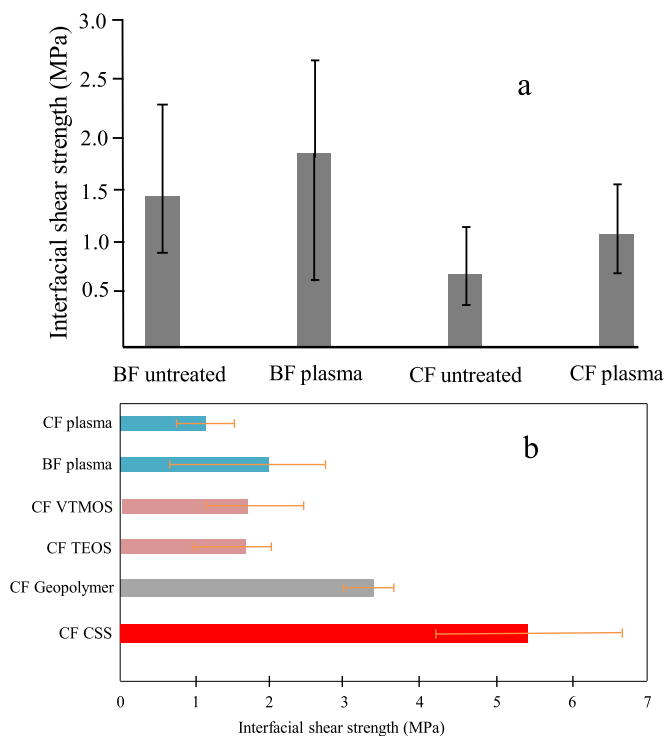 Interfacial shear strength (MPa)
3.0
2.5
2.0
1.5
1.0
0.5
a
BF untreated
BF plasma
CF untreated
CF plasma
b
CF plasma
BF plasma
CF VTMOS
CF TEOS
CF Geopolymer
CF CSS
0 1 2 3 4 5 6 7
Interfacial shear strength (MPa)